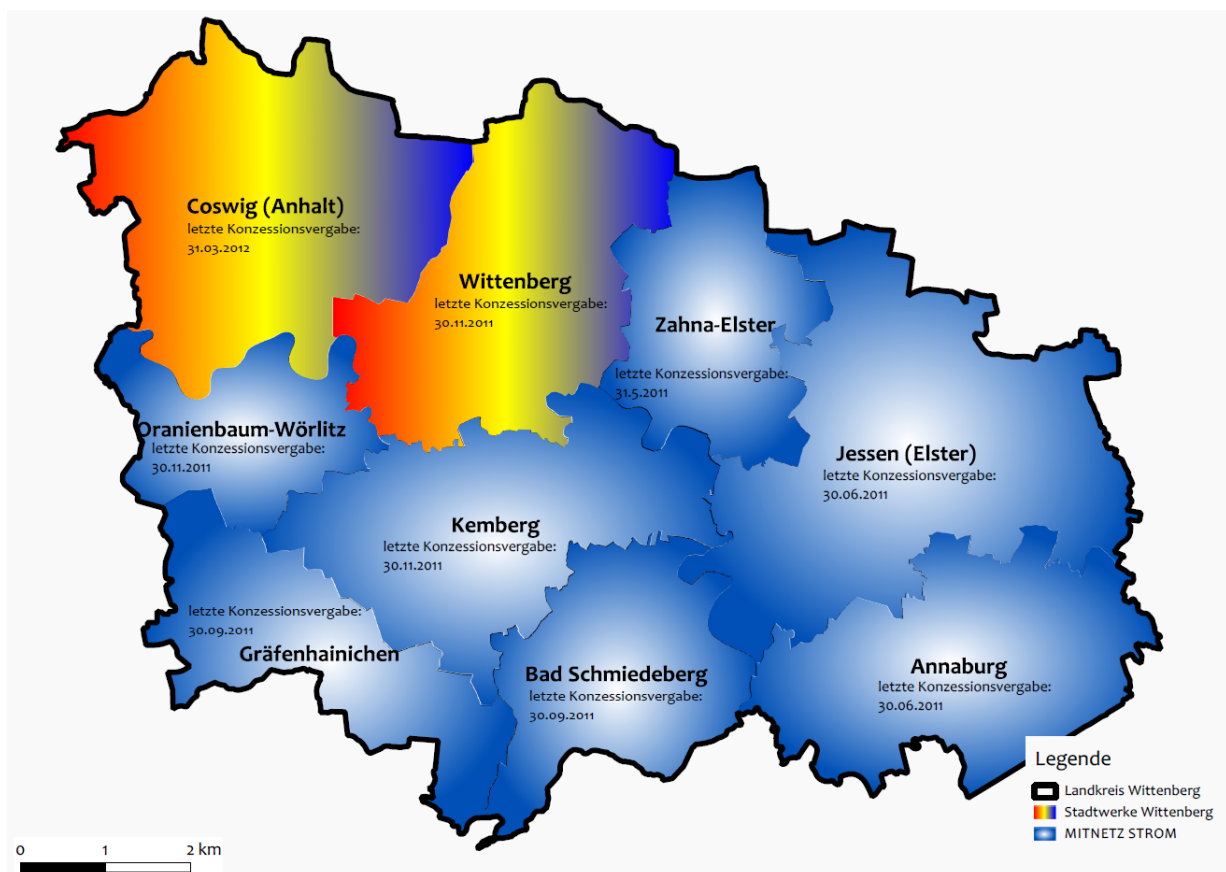 Coswig (Anhalt)
letzte Konzessionsvergabe:
31.03.2012
Wittenberg
letzte Konzessionsvergabe:
30.11.2011
Zahna-Elster
letzte Konzessionsvergabe:
31.5.2011
Oranienbaum-Wörlitz
letzte Konzessionsvergabe:
30.11.2011
Jessen (Elster)
letzte Konzessionsvergabe:
30.06.2011
Kemberg
letzte Konzessionsvergabe:
30.11.2011
letzte Konzessionsvergabe:
30.09.2011
Gräfenhainichen
Bad Schmiedeberg
letzte Konzessionsvergabe:
30.09.2011
Annaburg
letzte Konzessionsvergabe:
30.06.2011
Legende
Landkreis Wittenberg
Stadtwerke Wittenberg
MITNETZ STROM
0 1 2 km